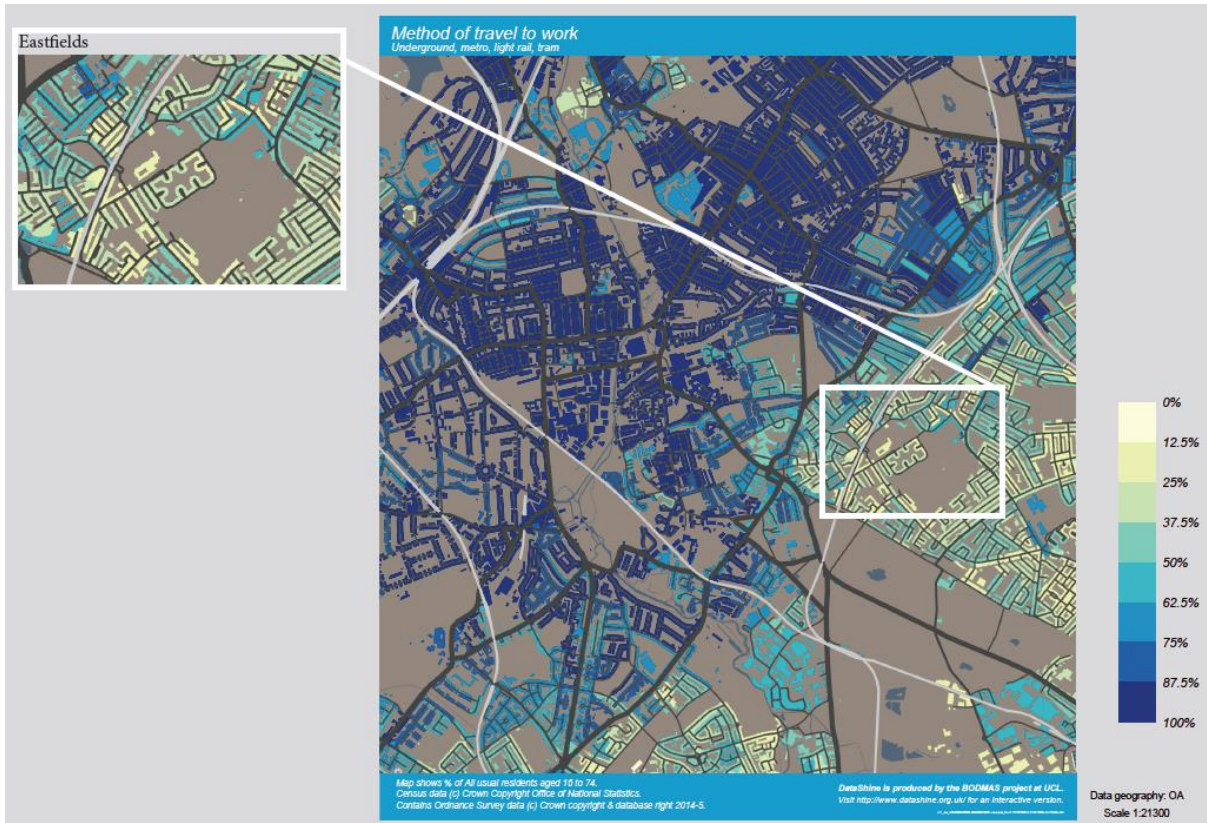 Eastfields
Method of travel to work
Underground, metro, light rail, tram
0%
12.5%
25%
37.5%
50%
62.5%
75%
87.5%
100%
Map shows % of All usual residents aged 16 to 74.
Census data (c) Crown Copyright Office of National Statistics.
Contains Ordnance Survey data (c) Crown copyright & database right 2014-5.
DataShine is produced by the BODMAS project at UCL.
Visit http://www.datashine.org.uk/ for an interactive version.
Data geography: OA
Scale 1:21300